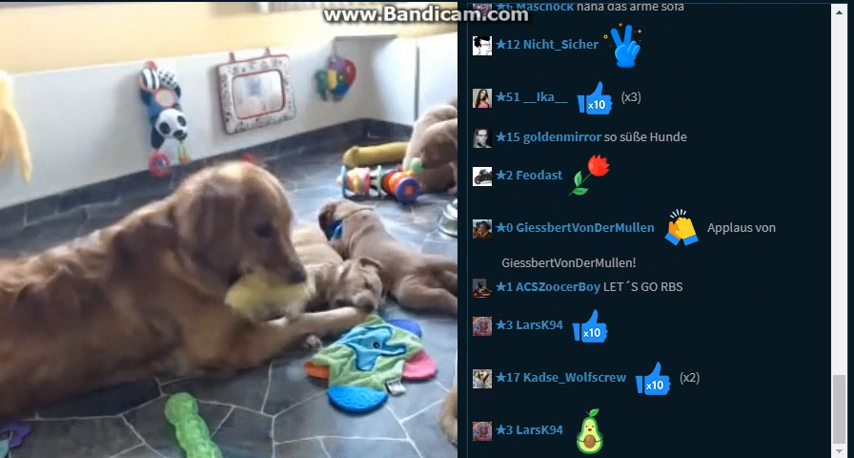 www.Bandicam.com
★6 Maschock haha das arme sofa
★12 Nicht_Sicher
★51 __Ika__ x10 (x3)
★15 goldenmirror so süße Hunde
★2 Feodast
★0 GiessbertVonDerMullen Applaus von
GiessbertVonDerMullen!
★1 ACSZoocerBoy LET´S GO RBS
★3 LarsK94 x10
★17 Kadse_Wolfscrew x10 (x2)
★3 LarsK94